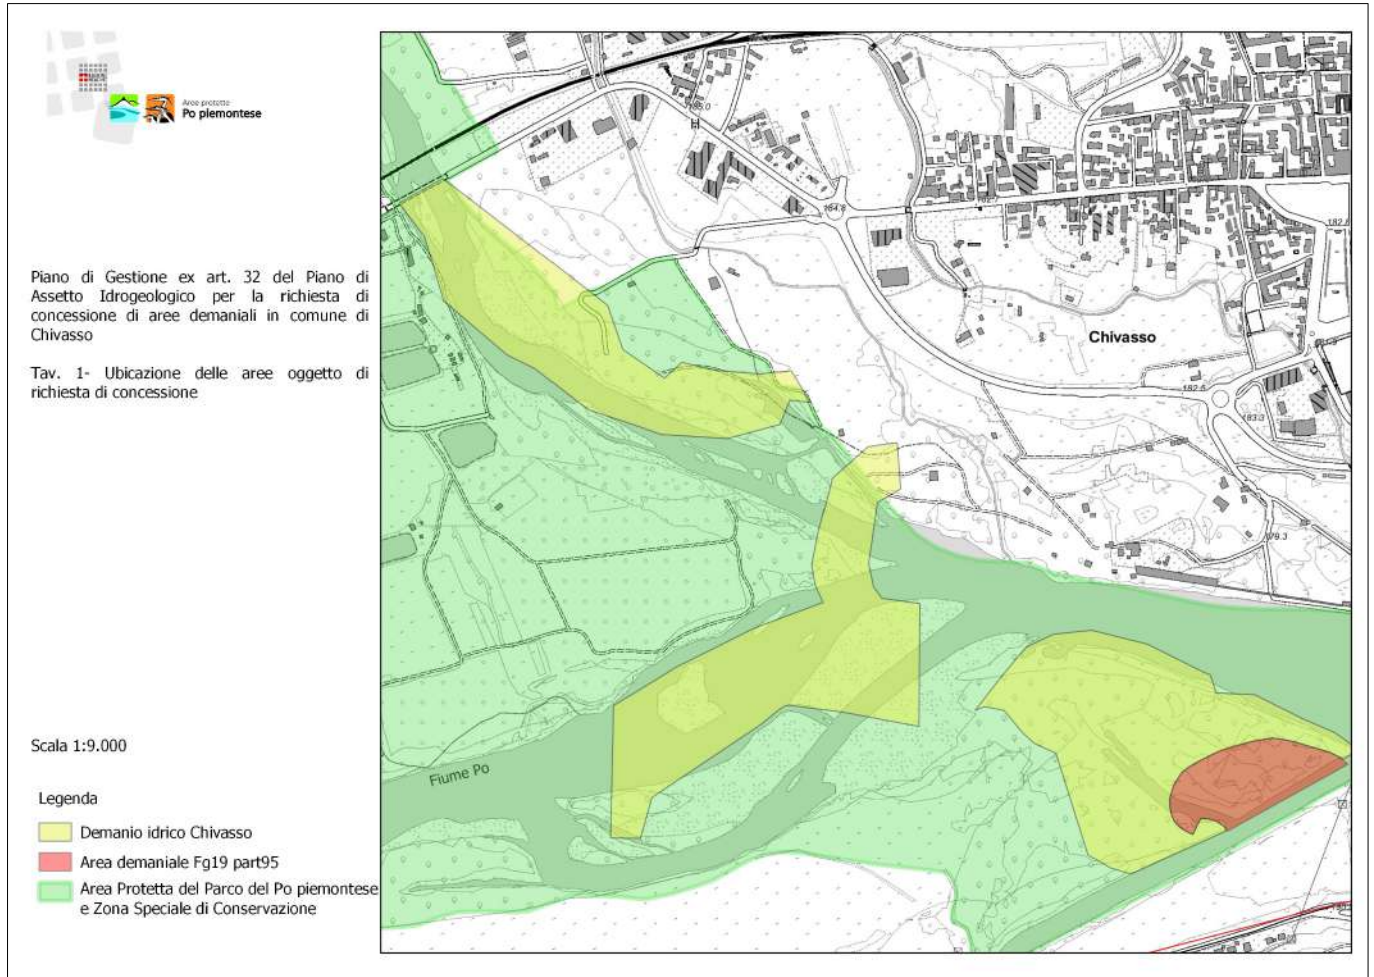 Aree protette
Po piemontese
Piano di Gestione ex art. 32 del Piano di
Assetto Idrogeologico per la richiesta di
concessione di aree demaniali in comune di
Chivasso
Tav. 1- Ubicazione delle aree oggetto di
richiesta di concessione
Scala 1:9.000
Legenda
Demanio idrico Chivasso
Area demaniale Fg19 part95
Area Protetta del Parco del Po piemontese
e Zona Speciale di Conservazione
H
184.8
182.8
Chivasso
182.6
183.3
Fiume Po